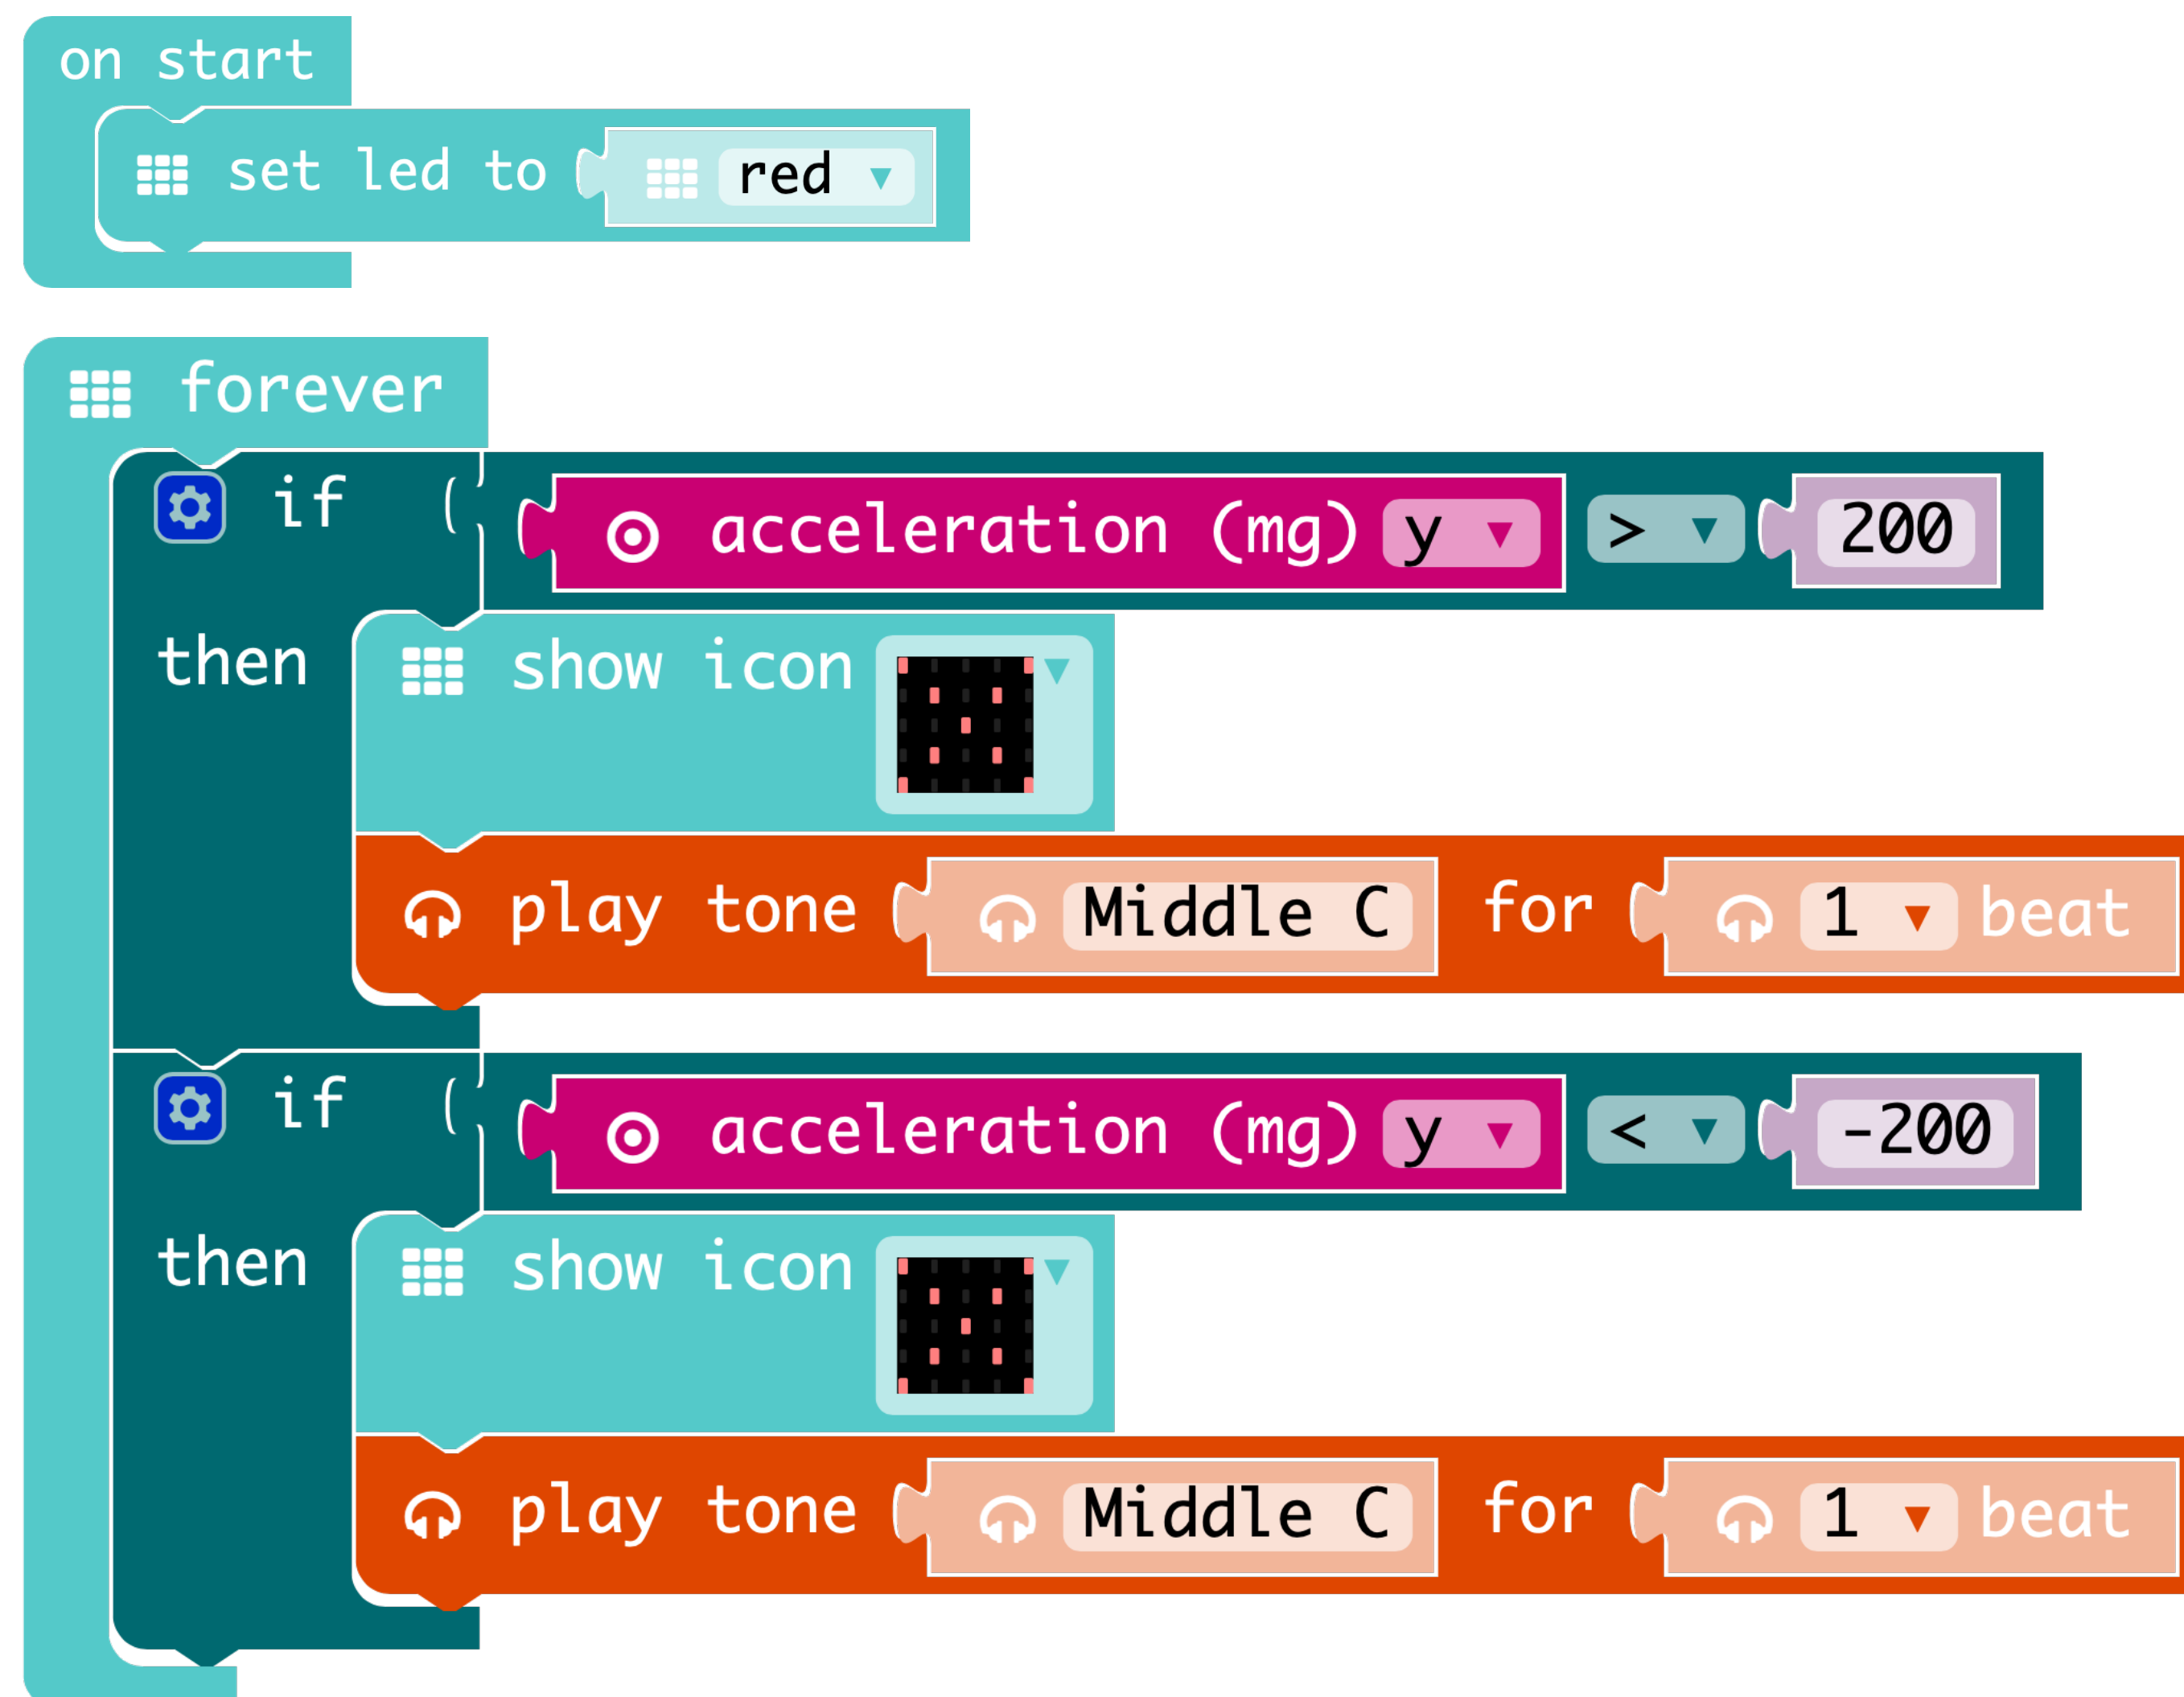 on start
set led to red
forever
if acceleration (mg) y > 200
then show icon
play tone Middle C for 1 beat
if acceleration (mg) y < -200
then show icon
play tone Middle C for 1 beat